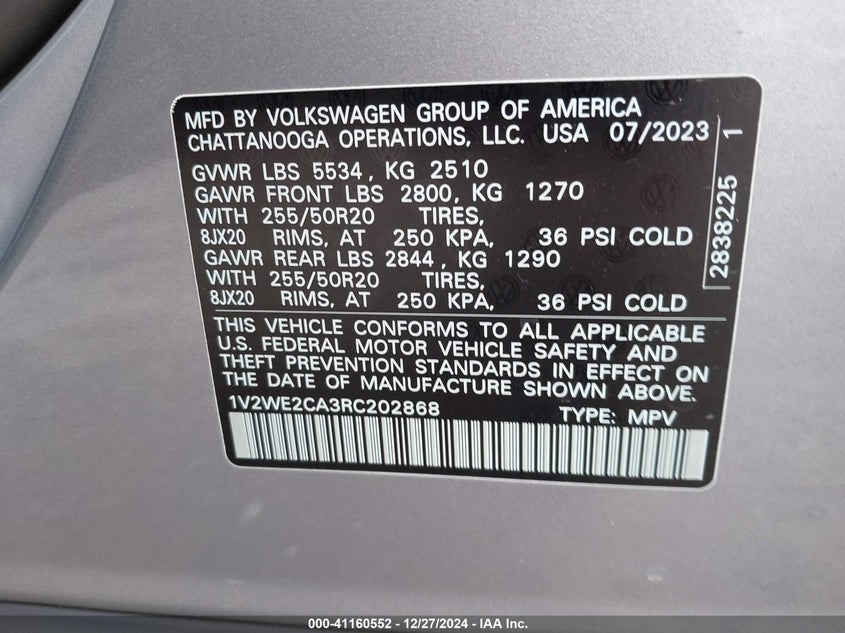 MFD BY VOLKSWAGEN GROUP OF AMERICA
CHATTANOOGA OPERATIONS, LLC. USA 07/2023
GVWR LBS 5534, KG 2510
GAWR FRONT LBS 2800, KG 1270
WITH 255/50R20 TIRES,
8JX20 RIMS, AT 250 KPA, 36 PSI COLD
GAWR REAR LBS 2844, KG 1290
WITH 255/50R20 TIRES,
8JX20 RIMS, AT 250 KPA, 36 PSI COLD
2838225 1
THIS VEHICLE CONFORMS TO ALL APPLICABLE
U.S. FEDERAL MOTOR VEHICLE SAFETY AND
THEFT PREVENTION STANDARDS IN EFFECT ON
THE DATE OF MANUFACTURE SHOWN ABOVE.
1V2WE2CA3RC202868 TYPE: MPV
000-41160552 - 12/27/2024 - IAA Inc.